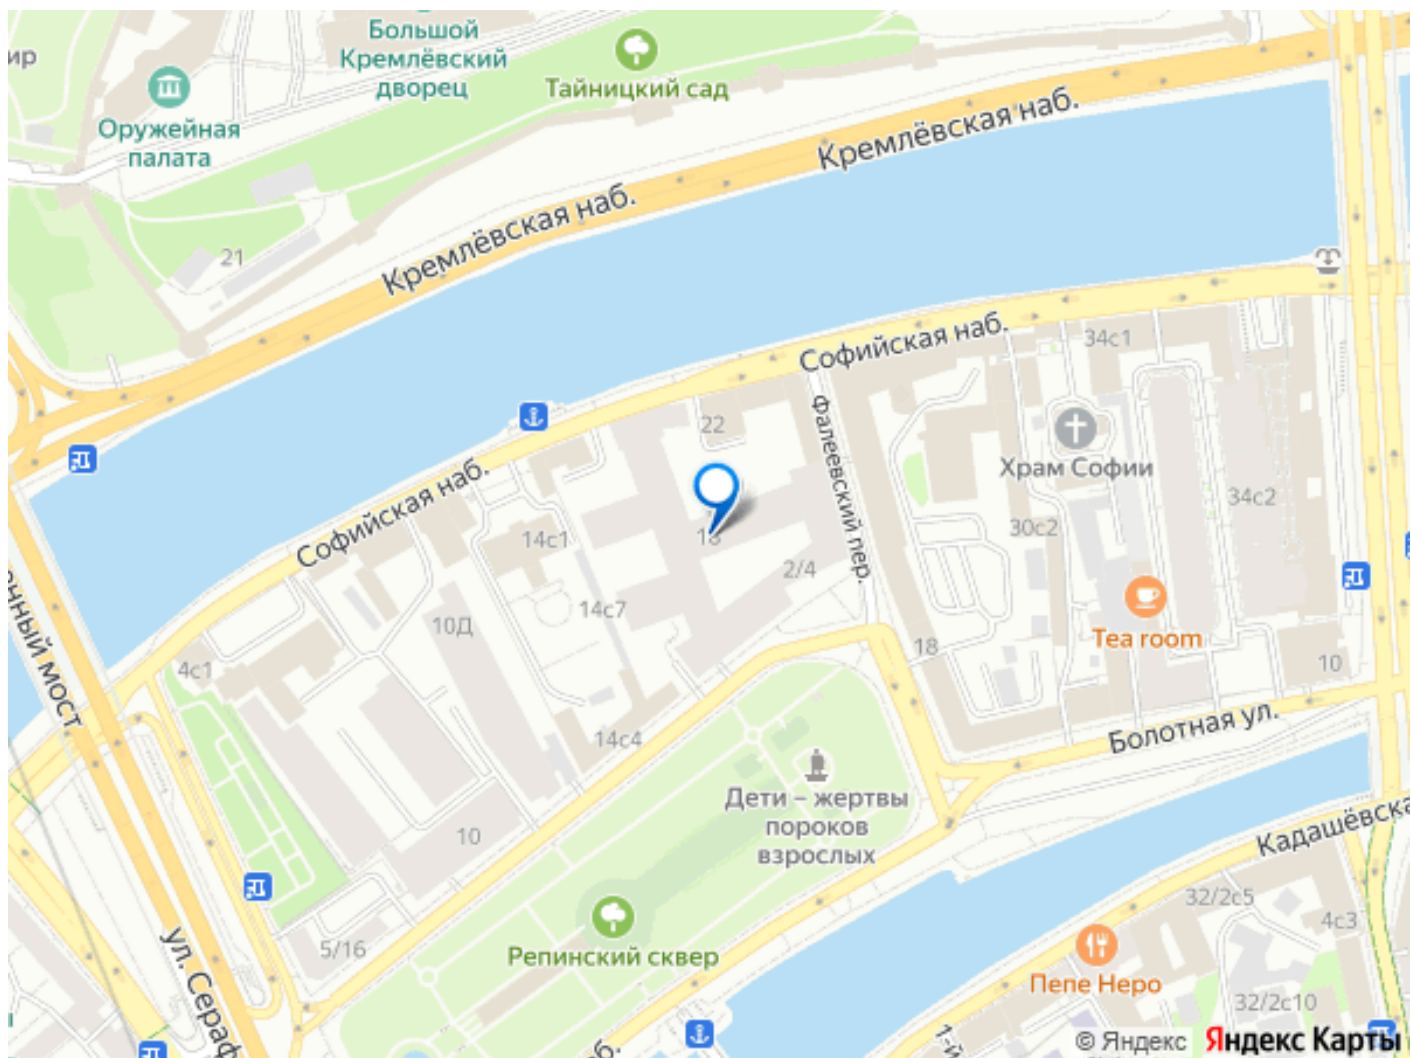 Большой
Кремлёвский
дворец
ир
Тайницкий сад
Оружейная
палата
Кремлёвская наб.
Кремлёвская наб.
21
Софийская наб.
34с1
22
Фалеевский пер.
Храм Софии
Софийская наб.
34с2
14с1
30с2
2/4
14с7
10Д
Tea room
18
4с1
10
нный мост
Болотная ул.
14с4
Дети – жертвы
пороков
взрослых
10
Кадашёвска
32/2с5
4с3
5/16
Репинский сквер
ул. Сераф
Пепе Неро
32/2с10
1-й
наб.
© Яндекс
Яндекс Карты